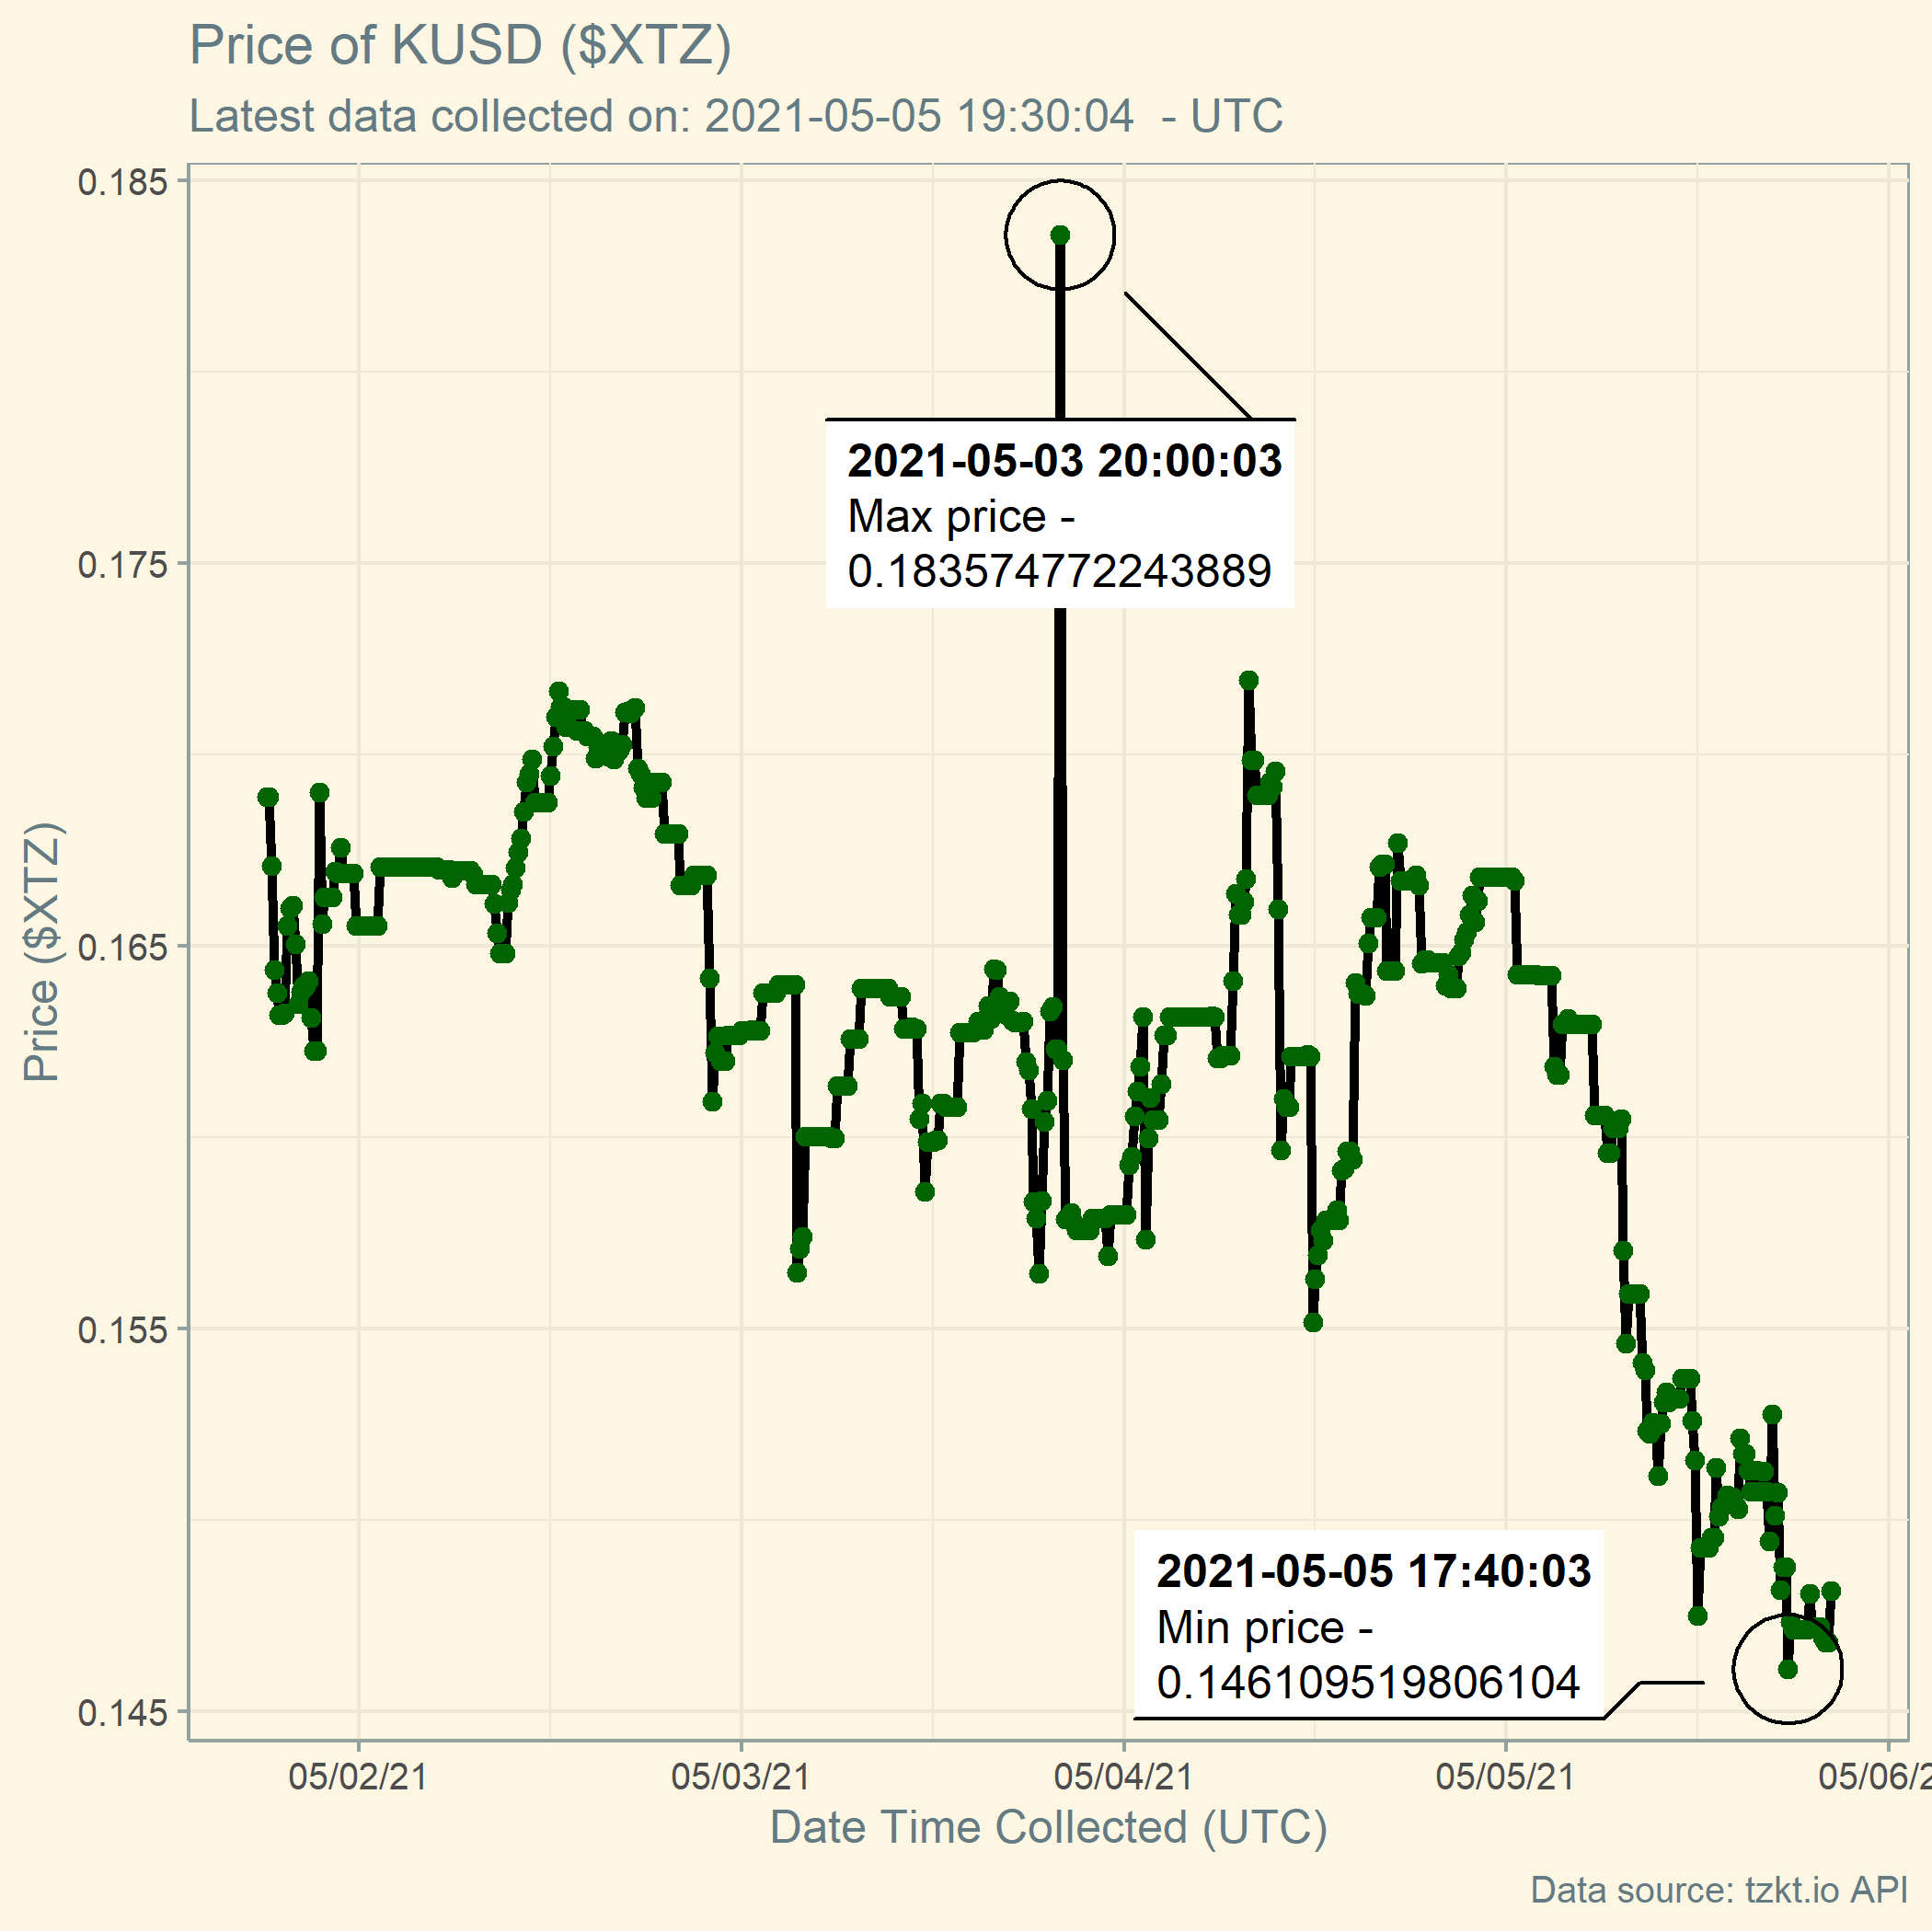 Price of KUSD ($XTZ)
Latest data collected on: 2021-05-05 19:30:04  - UTC
0.185
0.175
0.165
0.155
0.145
Price ($XTZ)
2021-05-03 20:00:03
Max price -
0.183574772243889
2021-05-05 17:40:03
Min price -
0.146109519806104
05/02/21 05/03/21 05/04/21 05/05/21 05/06/2
Date Time Collected (UTC)
Data source: tzkt.io API